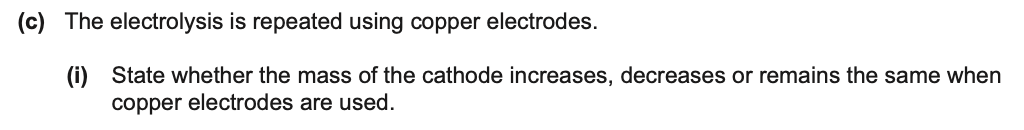 (c) The electrolysis is repeated using copper electrodes.
(i) State whether the mass of the cathode increases, decreases or remains the same when
copper electrodes are used.